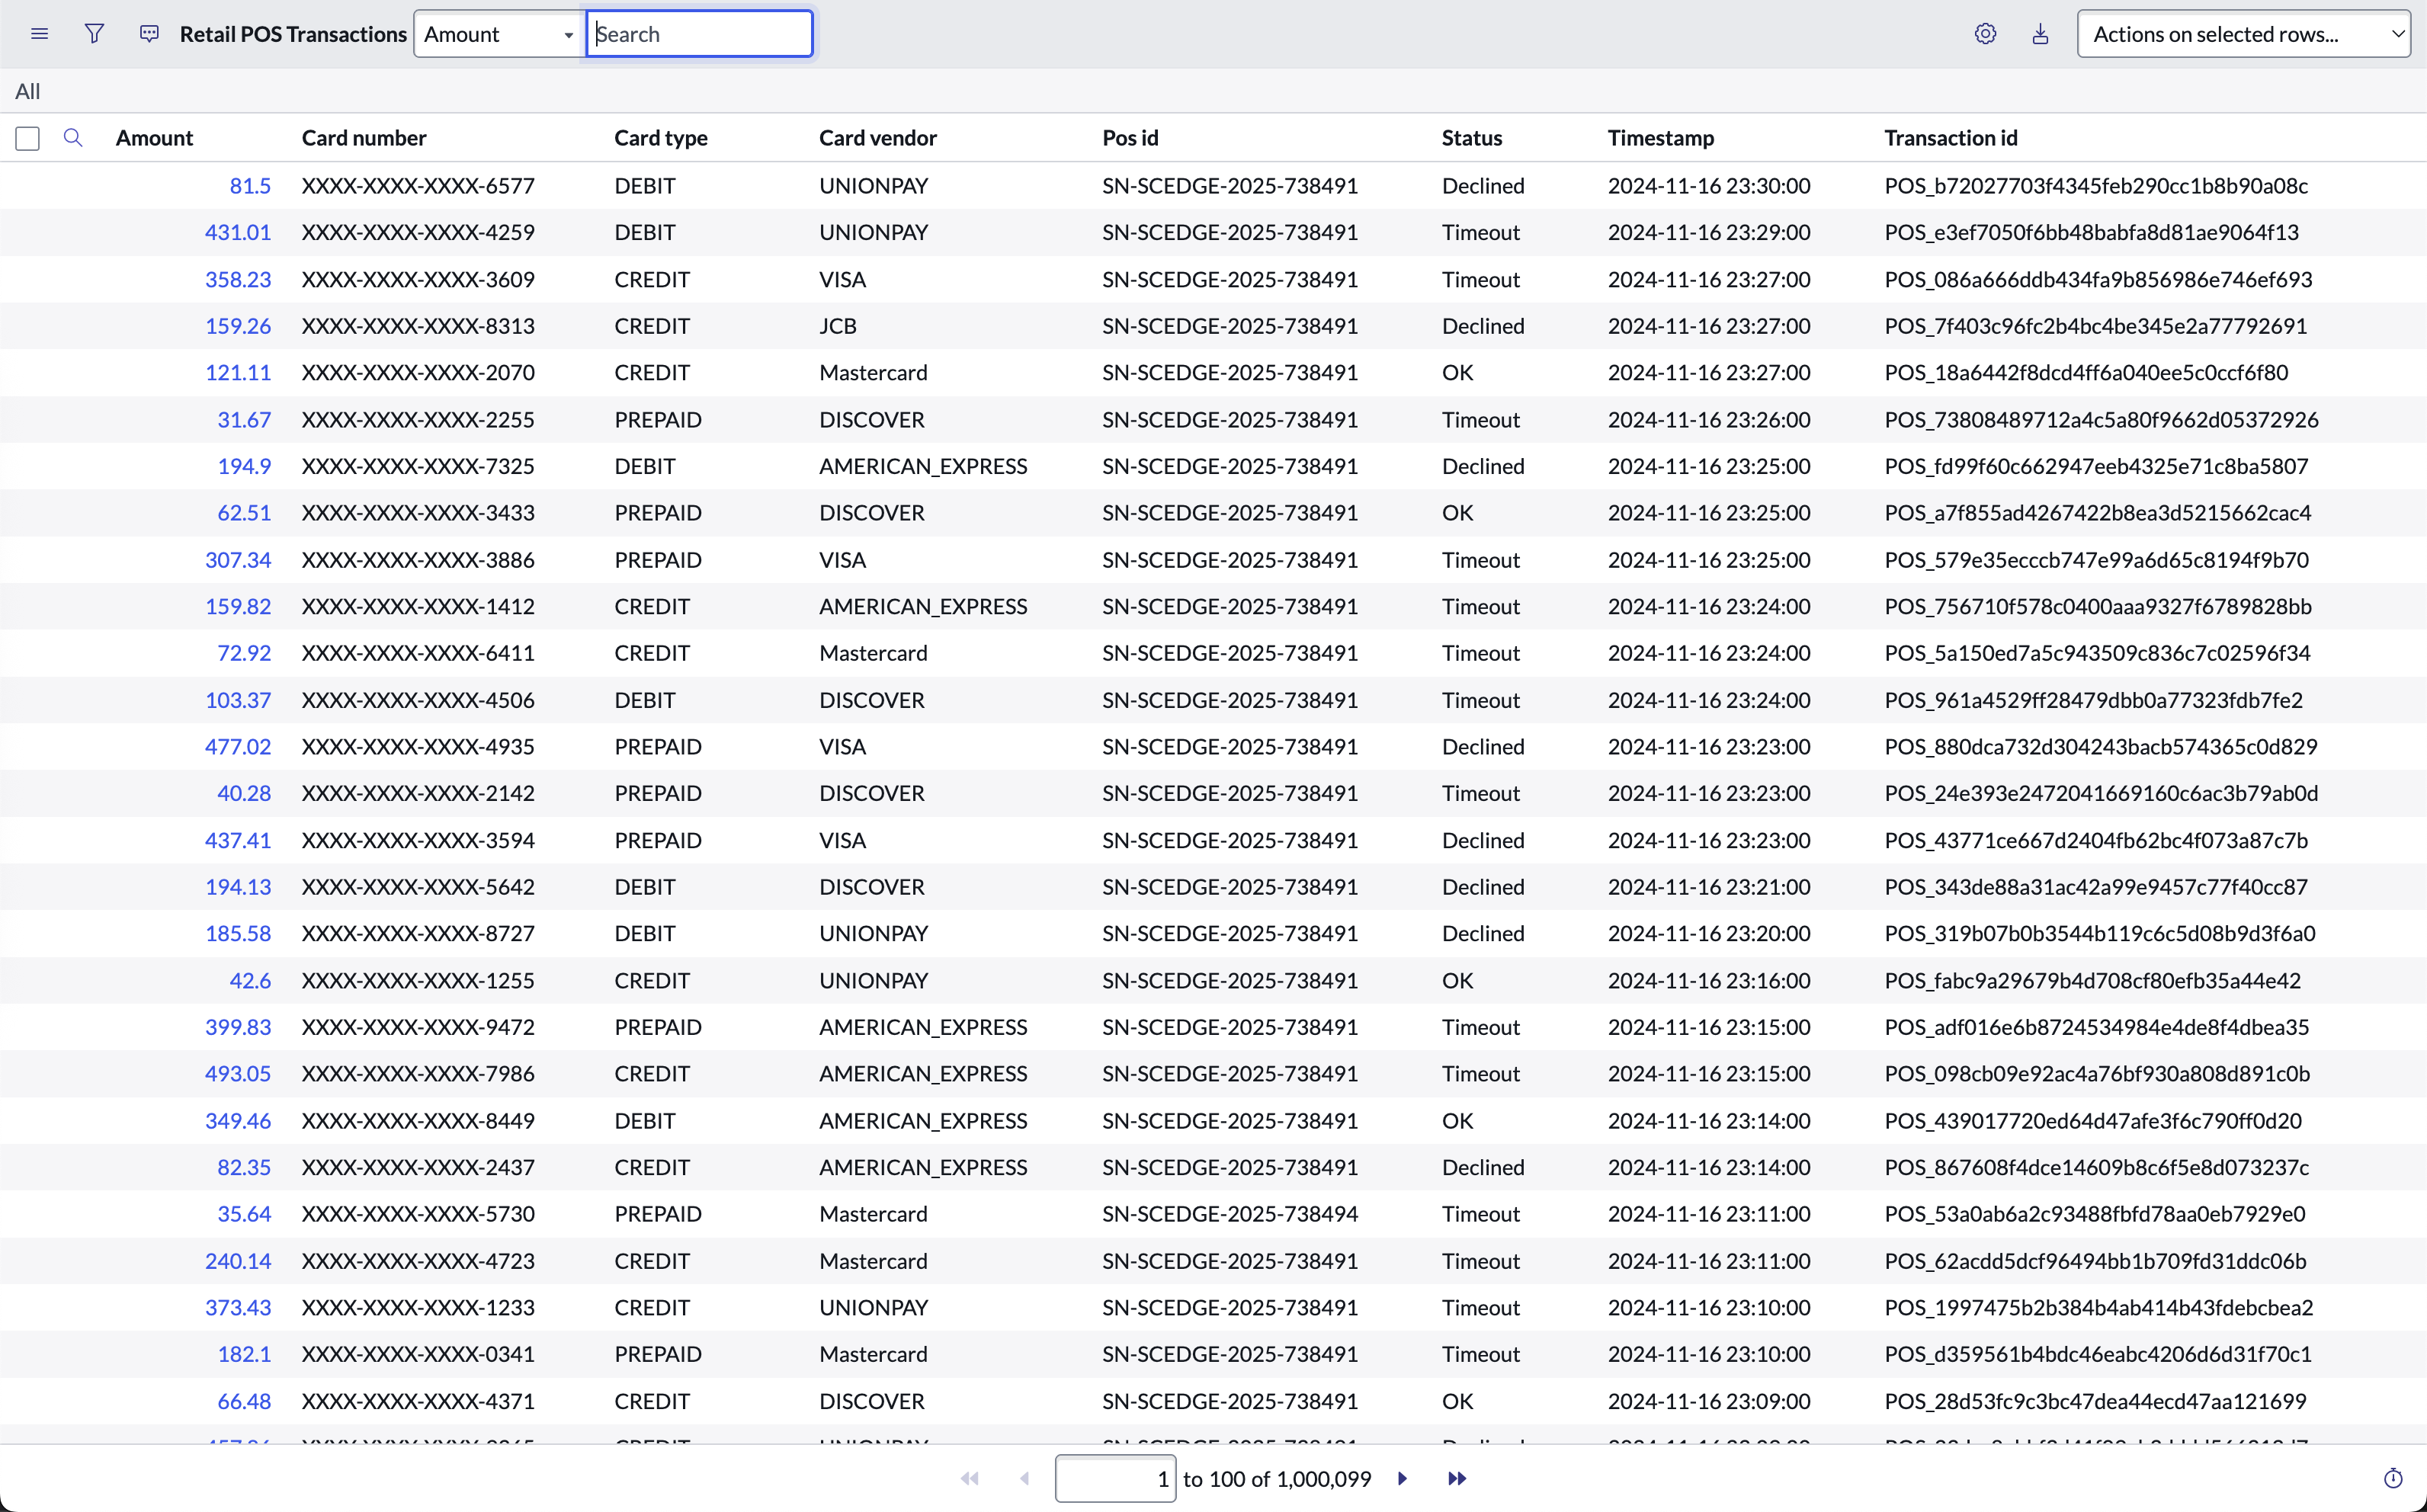 Retail POS Transactions Amount Search Actions on selected rows...
All
Amount Card number Card type Card vendor Pos id Status Timestamp Transaction id
81.5 XXXX-XXXX-XXXX-6577 DEBIT UNIONPAY SN-SCEDGE-2025-738491 Declined 2024-11-16 23:30:00 POS_b72027703f4345feb290cc1b8b90a08c
431.01 XXXX-XXXX-XXXX-4259 DEBIT UNIONPAY SN-SCEDGE-2025-738491 Timeout 2024-11-16 23:29:00 POS_e3ef7050f6bb48babfa8d81ae9064f13
358.23 XXXX-XXXX-XXXX-3609 CREDIT VISA SN-SCEDGE-2025-738491 Timeout 2024-11-16 23:27:00 POS_086a666ddb434fa9b856986e746ef693
159.26 XXXX-XXXX-XXXX-8313 CREDIT JCB SN-SCEDGE-2025-738491 Declined 2024-11-16 23:27:00 POS_7f403c96fc2b4bc4be345e2a77792691
121.11 XXXX-XXXX-XXXX-2070 CREDIT Mastercard SN-SCEDGE-2025-738491 OK 2024-11-16 23:27:00 POS_18a6442f8dcd4ff6a040ee5c0ccf6f80
31.67 XXXX-XXXX-XXXX-2255 PREPAID DISCOVER SN-SCEDGE-2025-738491 Timeout 2024-11-16 23:26:00 POS_73808489712a4c5a80f9662d05372926
194.9 XXXX-XXXX-XXXX-7325 DEBIT AMERICAN_EXPRESS SN-SCEDGE-2025-738491 Declined 2024-11-16 23:25:00 POS_fd99f60c662947eeb4325e71c8ba5807
62.51 XXXX-XXXX-XXXX-3433 PREPAID DISCOVER SN-SCEDGE-2025-738491 OK 2024-11-16 23:25:00 POS_a7f855ad4267422b8ea3d5215662cac4
307.34 XXXX-XXXX-XXXX-3886 PREPAID VISA SN-SCEDGE-2025-738491 Timeout 2024-11-16 23:25:00 POS_579e35ecccb747e99a6d65c8194f9b70
159.82 XXXX-XXXX-XXXX-1412 CREDIT AMERICAN_EXPRESS SN-SCEDGE-2025-738491 Timeout 2024-11-16 23:24:00 POS_756710f578c0400aaa9327f6789828bb
72.92 XXXX-XXXX-XXXX-6411 CREDIT Mastercard SN-SCEDGE-2025-738491 Timeout 2024-11-16 23:24:00 POS_5a150ed7a5c943509c836c7c02596f34
103.37 XXXX-XXXX-XXXX-4506 DEBIT DISCOVER SN-SCEDGE-2025-738491 Timeout 2024-11-16 23:24:00 POS_961a4529ff28479dbb0a77323fdb7fe2
477.02 XXXX-XXXX-XXXX-4935 PREPAID VISA SN-SCEDGE-2025-738491 Declined 2024-11-16 23:23:00 POS_880dca732d304243bacb574365c0d829
40.28 XXXX-XXXX-XXXX-2142 PREPAID DISCOVER SN-SCEDGE-2025-738491 Timeout 2024-11-16 23:23:00 POS_24e393e2472041669160c6ac3b79ab0d
437.41 XXXX-XXXX-XXXX-3594 PREPAID VISA SN-SCEDGE-2025-738491 Declined 2024-11-16 23:23:00 POS_43771ce667d2404fb62bc4f073a87c7b
194.13 XXXX-XXXX-XXXX-5642 DEBIT DISCOVER SN-SCEDGE-2025-738491 Declined 2024-11-16 23:21:00 POS_343de88a31ac42a99e9457c77f40cc87
185.58 XXXX-XXXX-XXXX-8727 DEBIT UNIONPAY SN-SCEDGE-2025-738491 Declined 2024-11-16 23:20:00 POS_319b07b0b3544b119c6c5d08b9d3f6a0
42.6 XXXX-XXXX-XXXX-1255 CREDIT UNIONPAY SN-SCEDGE-2025-738491 OK 2024-11-16 23:16:00 POS_fabc9a29679b4d708cf80efb35a44e42
399.83 XXXX-XXXX-XXXX-9472 PREPAID AMERICAN_EXPRESS SN-SCEDGE-2025-738491 Timeout 2024-11-16 23:15:00 POS_adf016e6b8724534984e4de8f4dbea35
493.05 XXXX-XXXX-XXXX-7986 CREDIT AMERICAN_EXPRESS SN-SCEDGE-2025-738491 Timeout 2024-11-16 23:15:00 POS_098cb09e92ac4a76bf930a808d891c0b
349.46 XXXX-XXXX-XXXX-8449 DEBIT AMERICAN_EXPRESS SN-SCEDGE-2025-738491 OK 2024-11-16 23:14:00 POS_439017720ed64d47afe3f6c790ff0d20
82.35 XXXX-XXXX-XXXX-2437 CREDIT AMERICAN_EXPRESS SN-SCEDGE-2025-738491 Declined 2024-11-16 23:14:00 POS_867608f4dce14609b8c6f5e8d073237c
35.64 XXXX-XXXX-XXXX-5730 PREPAID Mastercard SN-SCEDGE-2025-738494 Timeout 2024-11-16 23:11:00 POS_53a0ab6a2c93488fbfd78aa0eb7929e0
240.14 XXXX-XXXX-XXXX-4723 CREDIT Mastercard SN-SCEDGE-2025-738491 Timeout 2024-11-16 23:11:00 POS_62acdd5dcf96494bb1b709fd31ddc06b
373.43 XXXX-XXXX-XXXX-1233 CREDIT UNIONPAY SN-SCEDGE-2025-738491 Timeout 2024-11-16 23:10:00 POS_1997475b2b384b4ab414b43fdebcbea2
182.1 XXXX-XXXX-XXXX-0341 PREPAID Mastercard SN-SCEDGE-2025-738491 Timeout 2024-11-16 23:10:00 POS_d359561b4bdc46eabc4206d6d31f70c1
66.48 XXXX-XXXX-XXXX-4371 CREDIT DISCOVER SN-SCEDGE-2025-738491 OK 2024-11-16 23:09:00 POS_28d53fc9c3bc47dea44ecd47aa121699
1 to 100 of 1,000,099